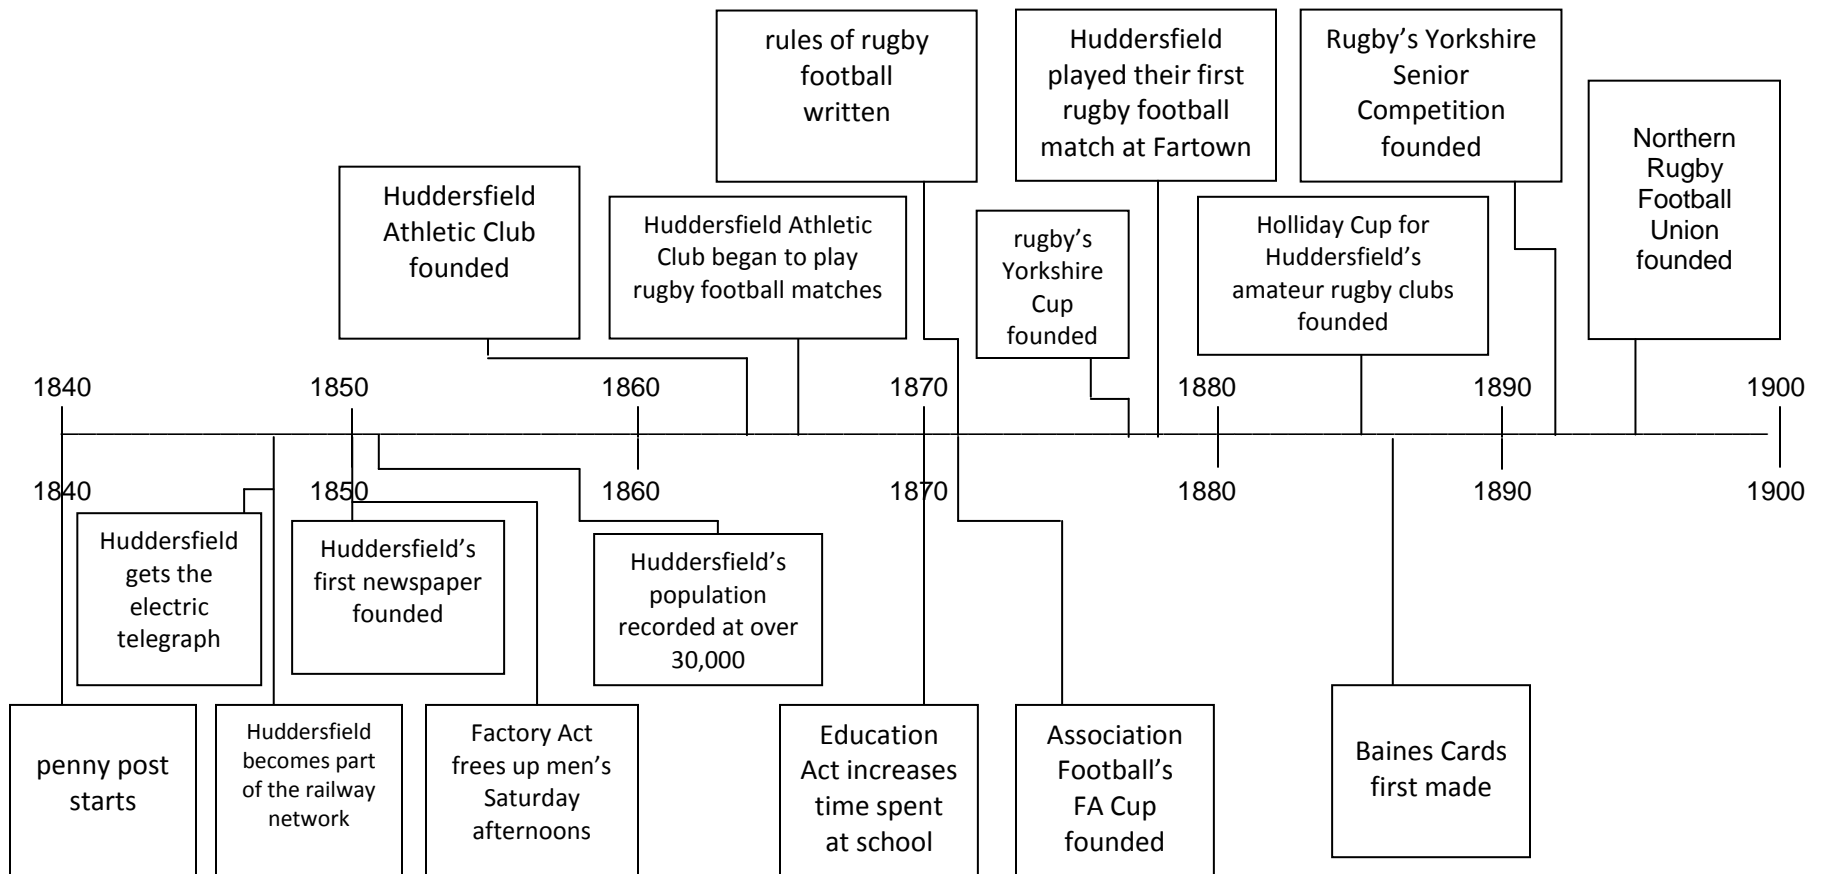 rules of rugby
football
written
Huddersfield
played their first
rugby football
match at Fartown
Rugby’s Yorkshire
Senior
Competition
founded
Northern
Rugby
Football
Union
founded
Huddersfield
Athletic Club
founded
Huddersfield Athletic
Club began to play
rugby football matches
rugby’s
Yorkshire
Cup
founded
Holliday Cup for
Huddersfield’s
amateur rugby clubs
founded
1840
1850
1860
1870
1880
1890
1900
1840
1850
1860
1870
1880
1890
1900
Huddersfield
gets the
electric
telegraph
Huddersfield’s
first newspaper
founded
Huddersfield’s
population
recorded at over
30,000
penny post
starts
Huddersfield
becomes part
of the railway
network
Factory Act
frees up men’s
Saturday
afternoons
Education
Act increases
time spent
at school
Association
Football’s
FA Cup
founded
Baines Cards
first made